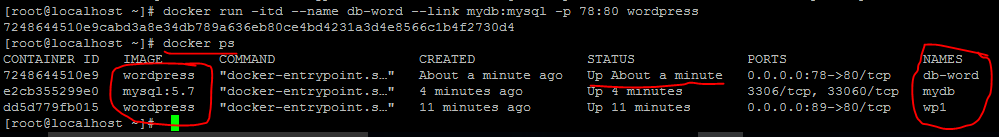 [root@localhost ~]# docker run -itd --name db-word --link mydb:mysql -p 78:80 wordpress
7248644510e9cabd3a8e34db789a636eb80ce4bd4231a3d4e8566c1b4f2730d4
[root@localhost ~]# docker ps
CONTAINER ID IMAGE COMMAND CREATED STATUS PORTS NAMES
7248644510e9 wordpress "docker-entrypoint.s…" About a minute ago Up About a minute 0.0.0.0:78->80/tcp db-word
e2cb355299e0 mysql:5.7 "docker-entrypoint.s…" 4 minutes ago Up 4 minutes 3306/tcp, 33060/tcp mydb
dd5d779fb015 wordpress "docker-entrypoint.s…" 11 minutes ago Up 11 minutes 0.0.0.0:89->80/tcp wp1
[root@localhost ~]#